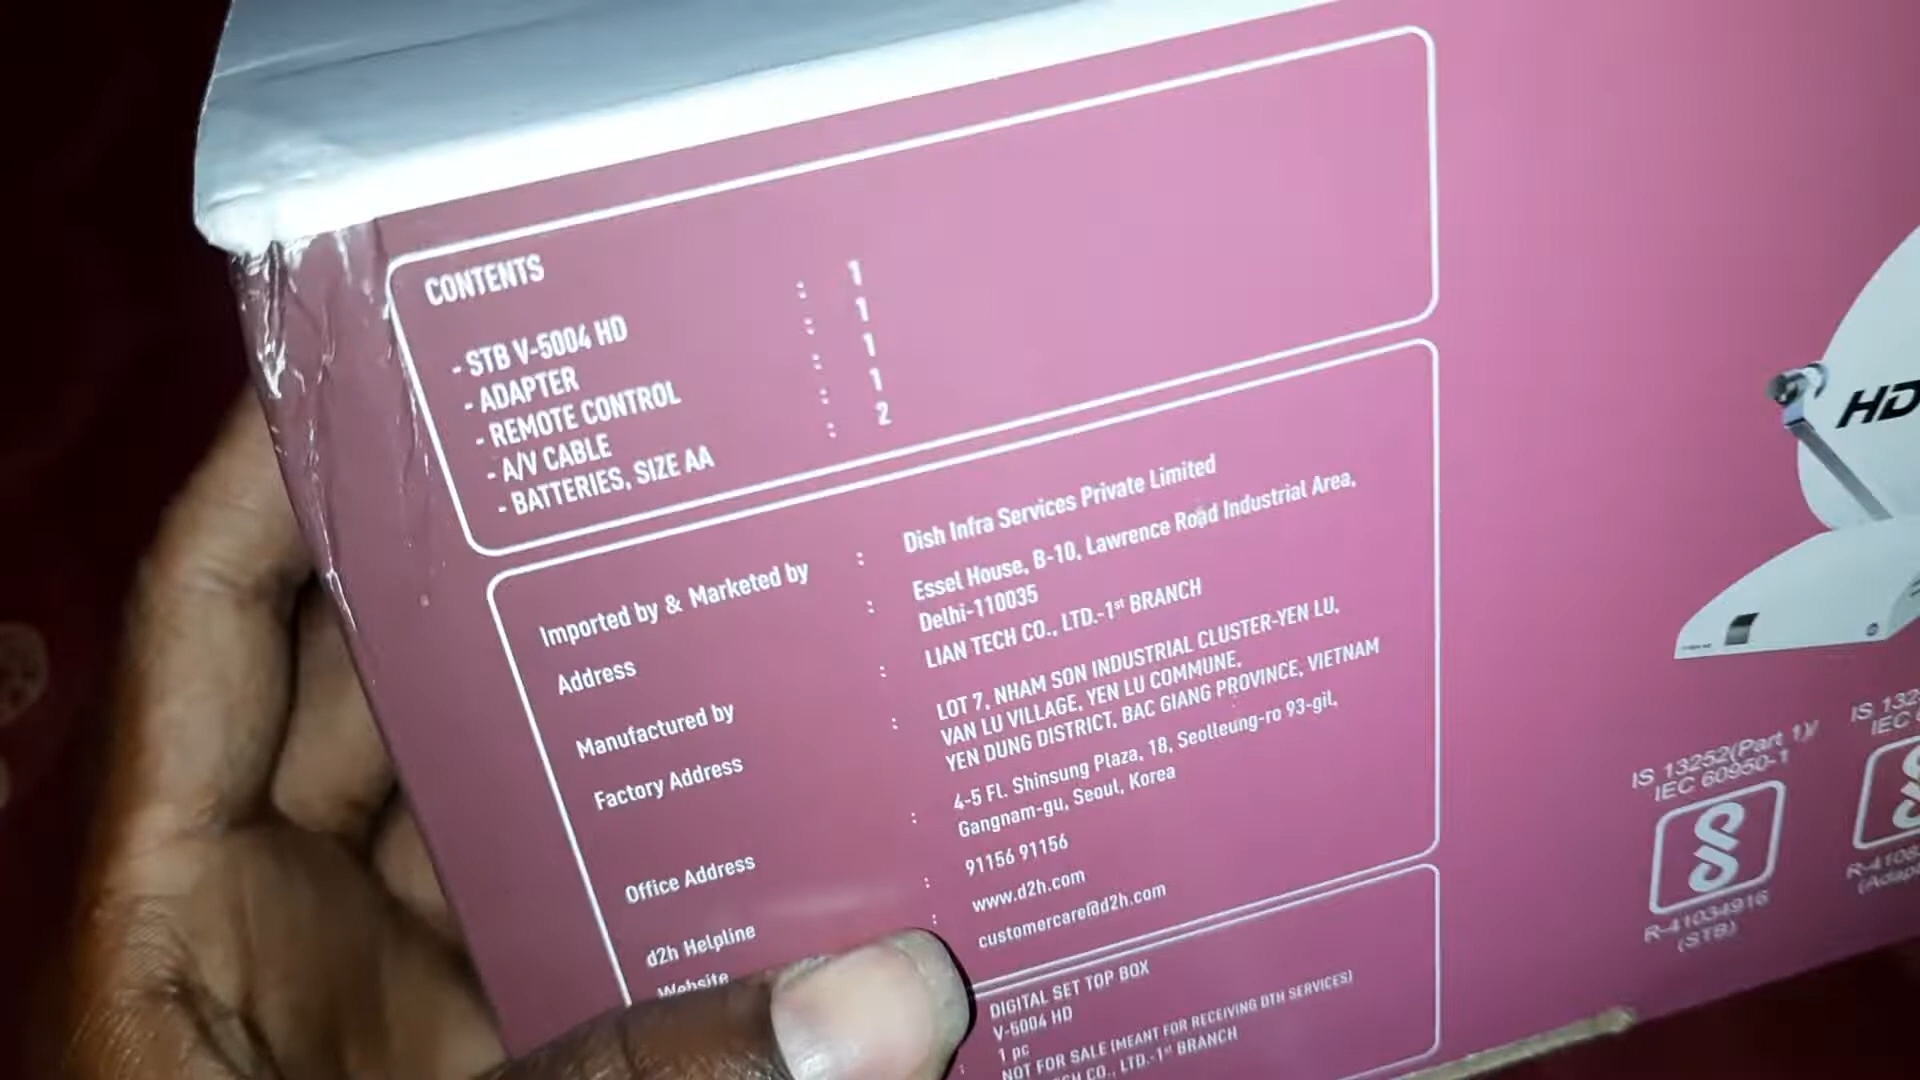 CONTENTS
- STB V-5004 HD : 1
- ADAPTER : 1
- REMOTE CONTROL : 1
- A/V CABLE : 1
- BATTERIES, SIZE AA : 2
Imported by & Marketed by : Dish Infra Services Private Limited
Address : Essel House, B-10, Lawrence Road Industrial Area,
Delhi-110035
Manufactured by : LIAN TECH CO., LTD.-1st BRANCH
Factory Address : LOT 7, NHAM SON INDUSTRIAL CLUSTER-YEN LU,
VAN LU VILLAGE, YEN LU COMMUNE,
YEN DUNG DISTRICT, BAC GIANG PROVINCE, VIETNAM
Office Address : 4-5 Fl. Shinsung Plaza, 18, Seolleung-ro 93-gil,
Gangnam-gu, Seoul, Korea
d2h Helpline : 91156 91156
Website : www.d2h.com
customercare@d2h.com
DIGITAL SET TOP BOX
V-5004 HD
1 pc
NOT FOR SALE (MEANT FOR RECEIVING DTH SERVICES)
CO., LTD.-1st BRANCH
HD
IS 13252(Part 1)/
IEC 60950-1
R-41034916
(STB)
IS 132
IEC
R-4108
(Adap